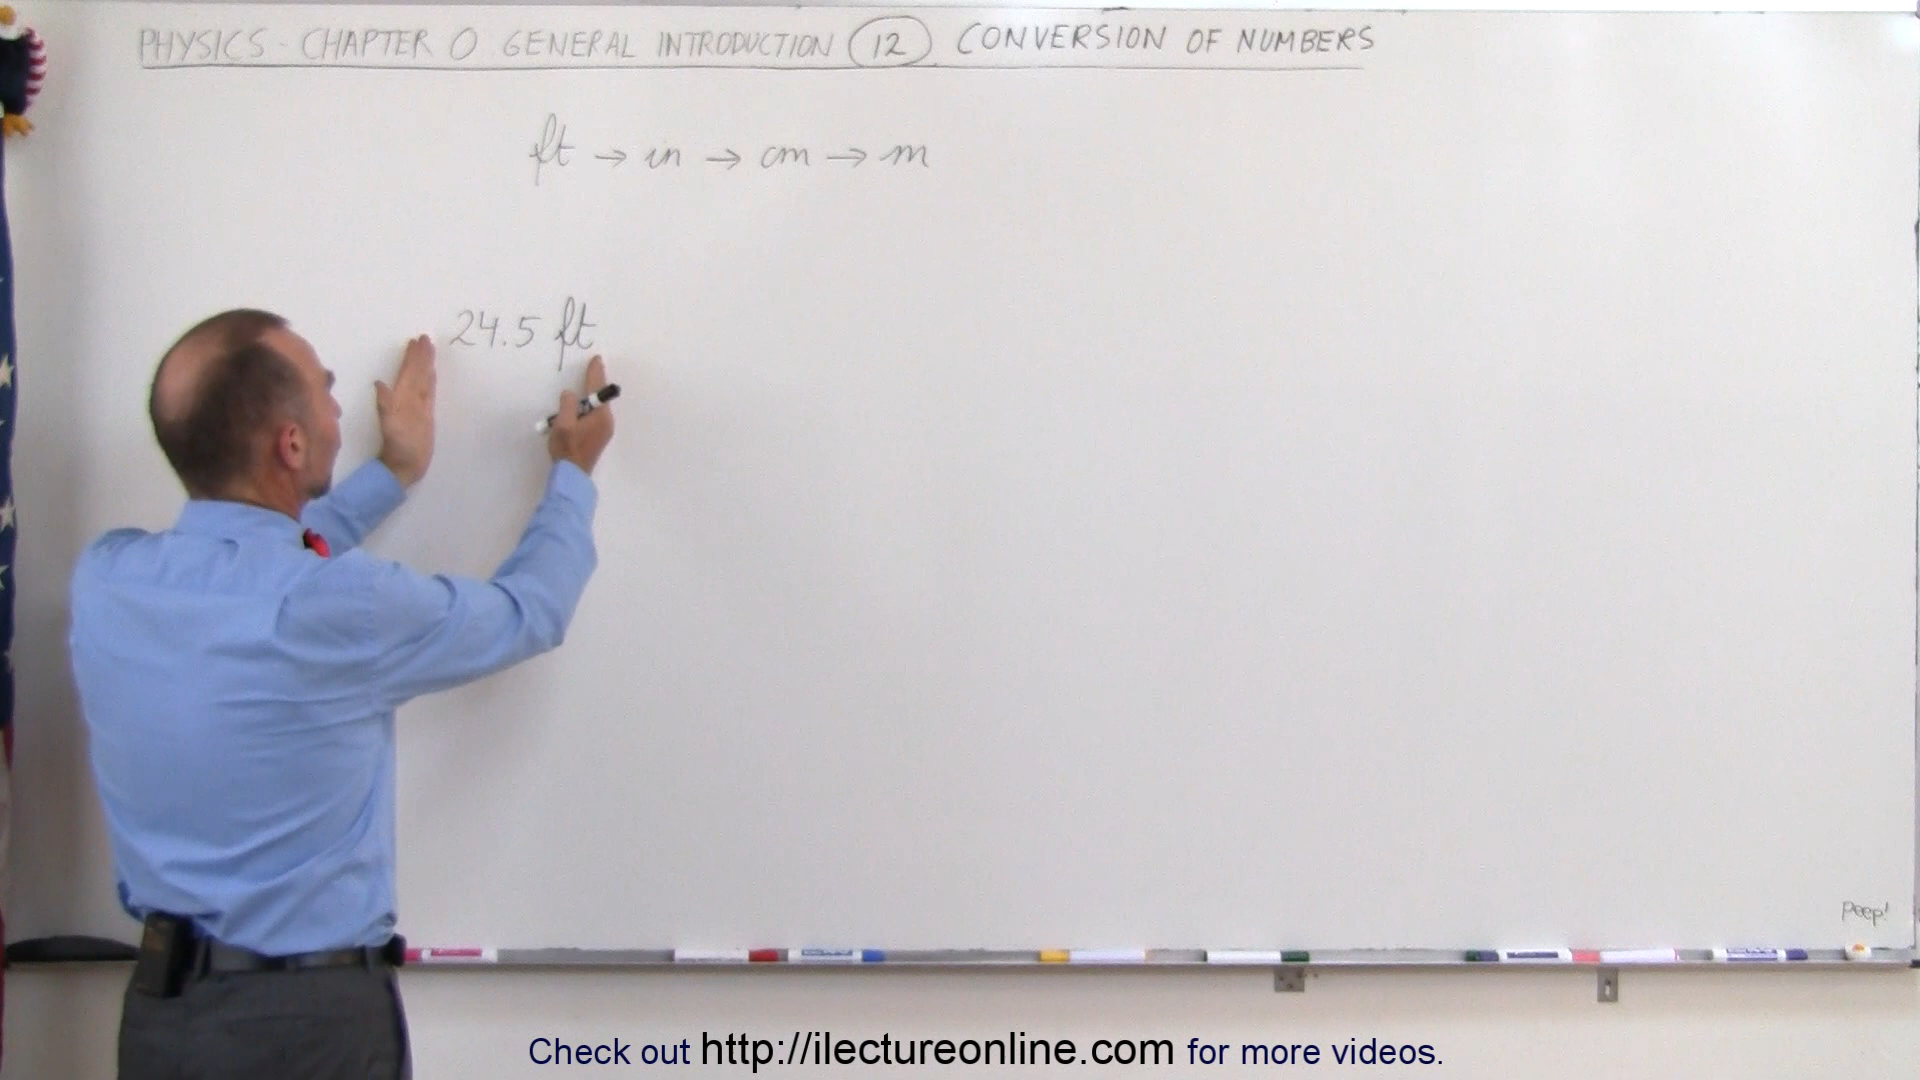 PHYSICS - CHAPTER 0 GENERAL INTRODUCTION 12 CONVERSION OF NUMBERS
ft → in → cm → m
24.5 ft
Peep!
Check out http://ilectureonline.com for more videos.